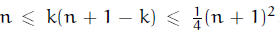 n ⩽ k(n + 1 − k) ⩽ ¼(n + 1)²